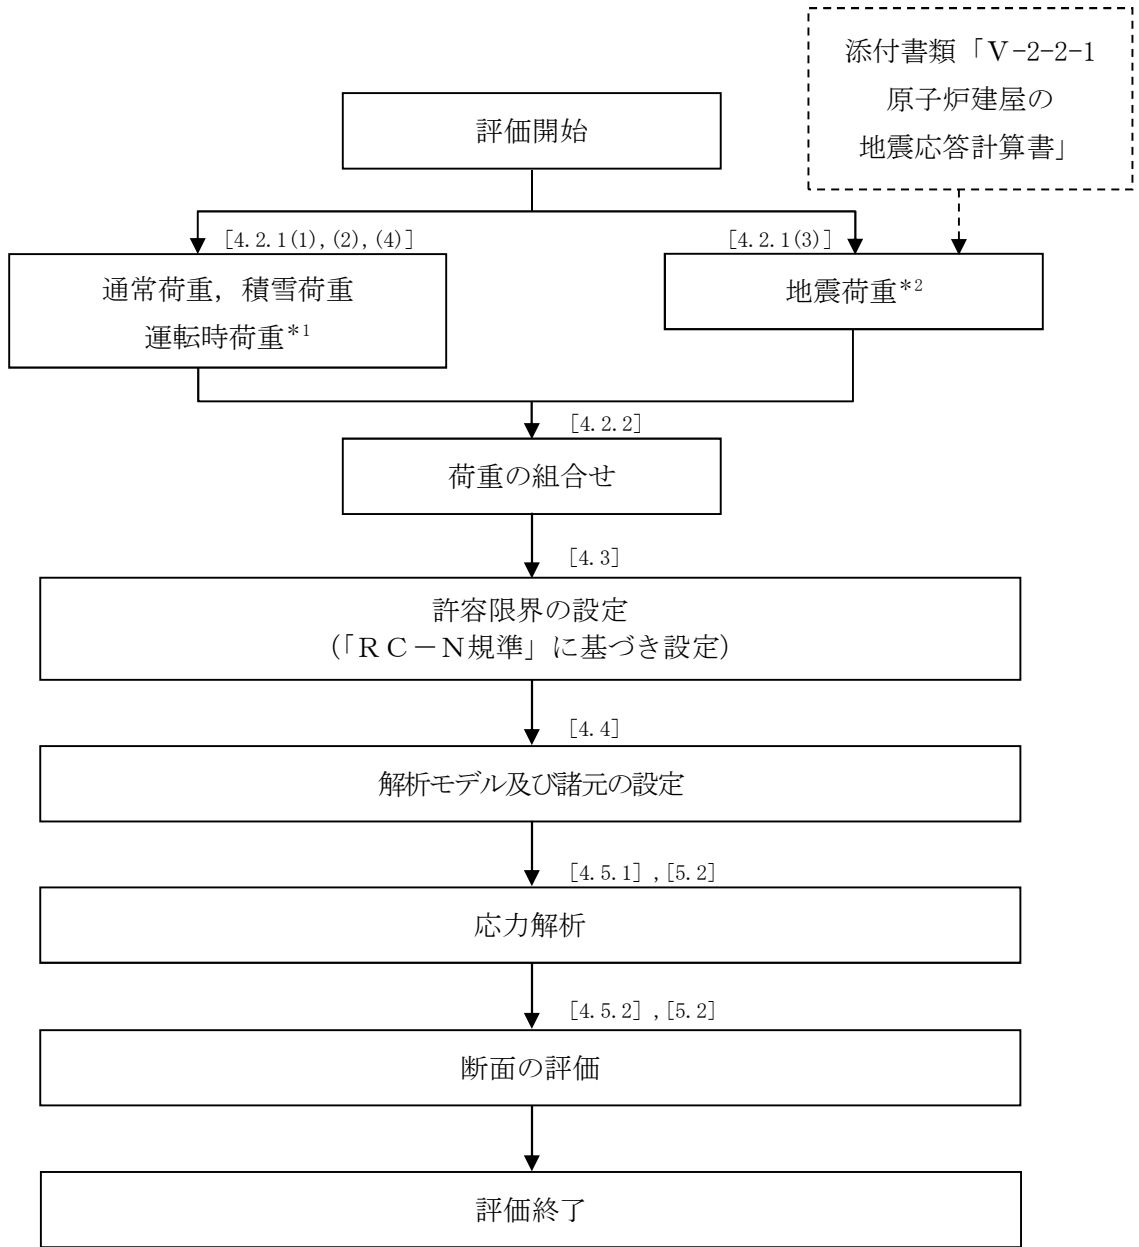 添付書類「Ⅴ-2-2-1
原子炉建屋の
地震応答計算書」
評価開始
[4.2.1(1),(2),(4)]
[4.2.1(3)]
通常荷重，積雪荷重
運転時荷重*1
地震荷重*2
[4.2.2]
荷重の組合せ
[4.3]
許容限界の設定
（「ＲＣ－Ｎ規準」に基づき設定）
[4.4]
解析モデル及び諸元の設定
[4.5.1],[5.2]
応力解析
[4.5.2],[5.2]
断面の評価
評価終了